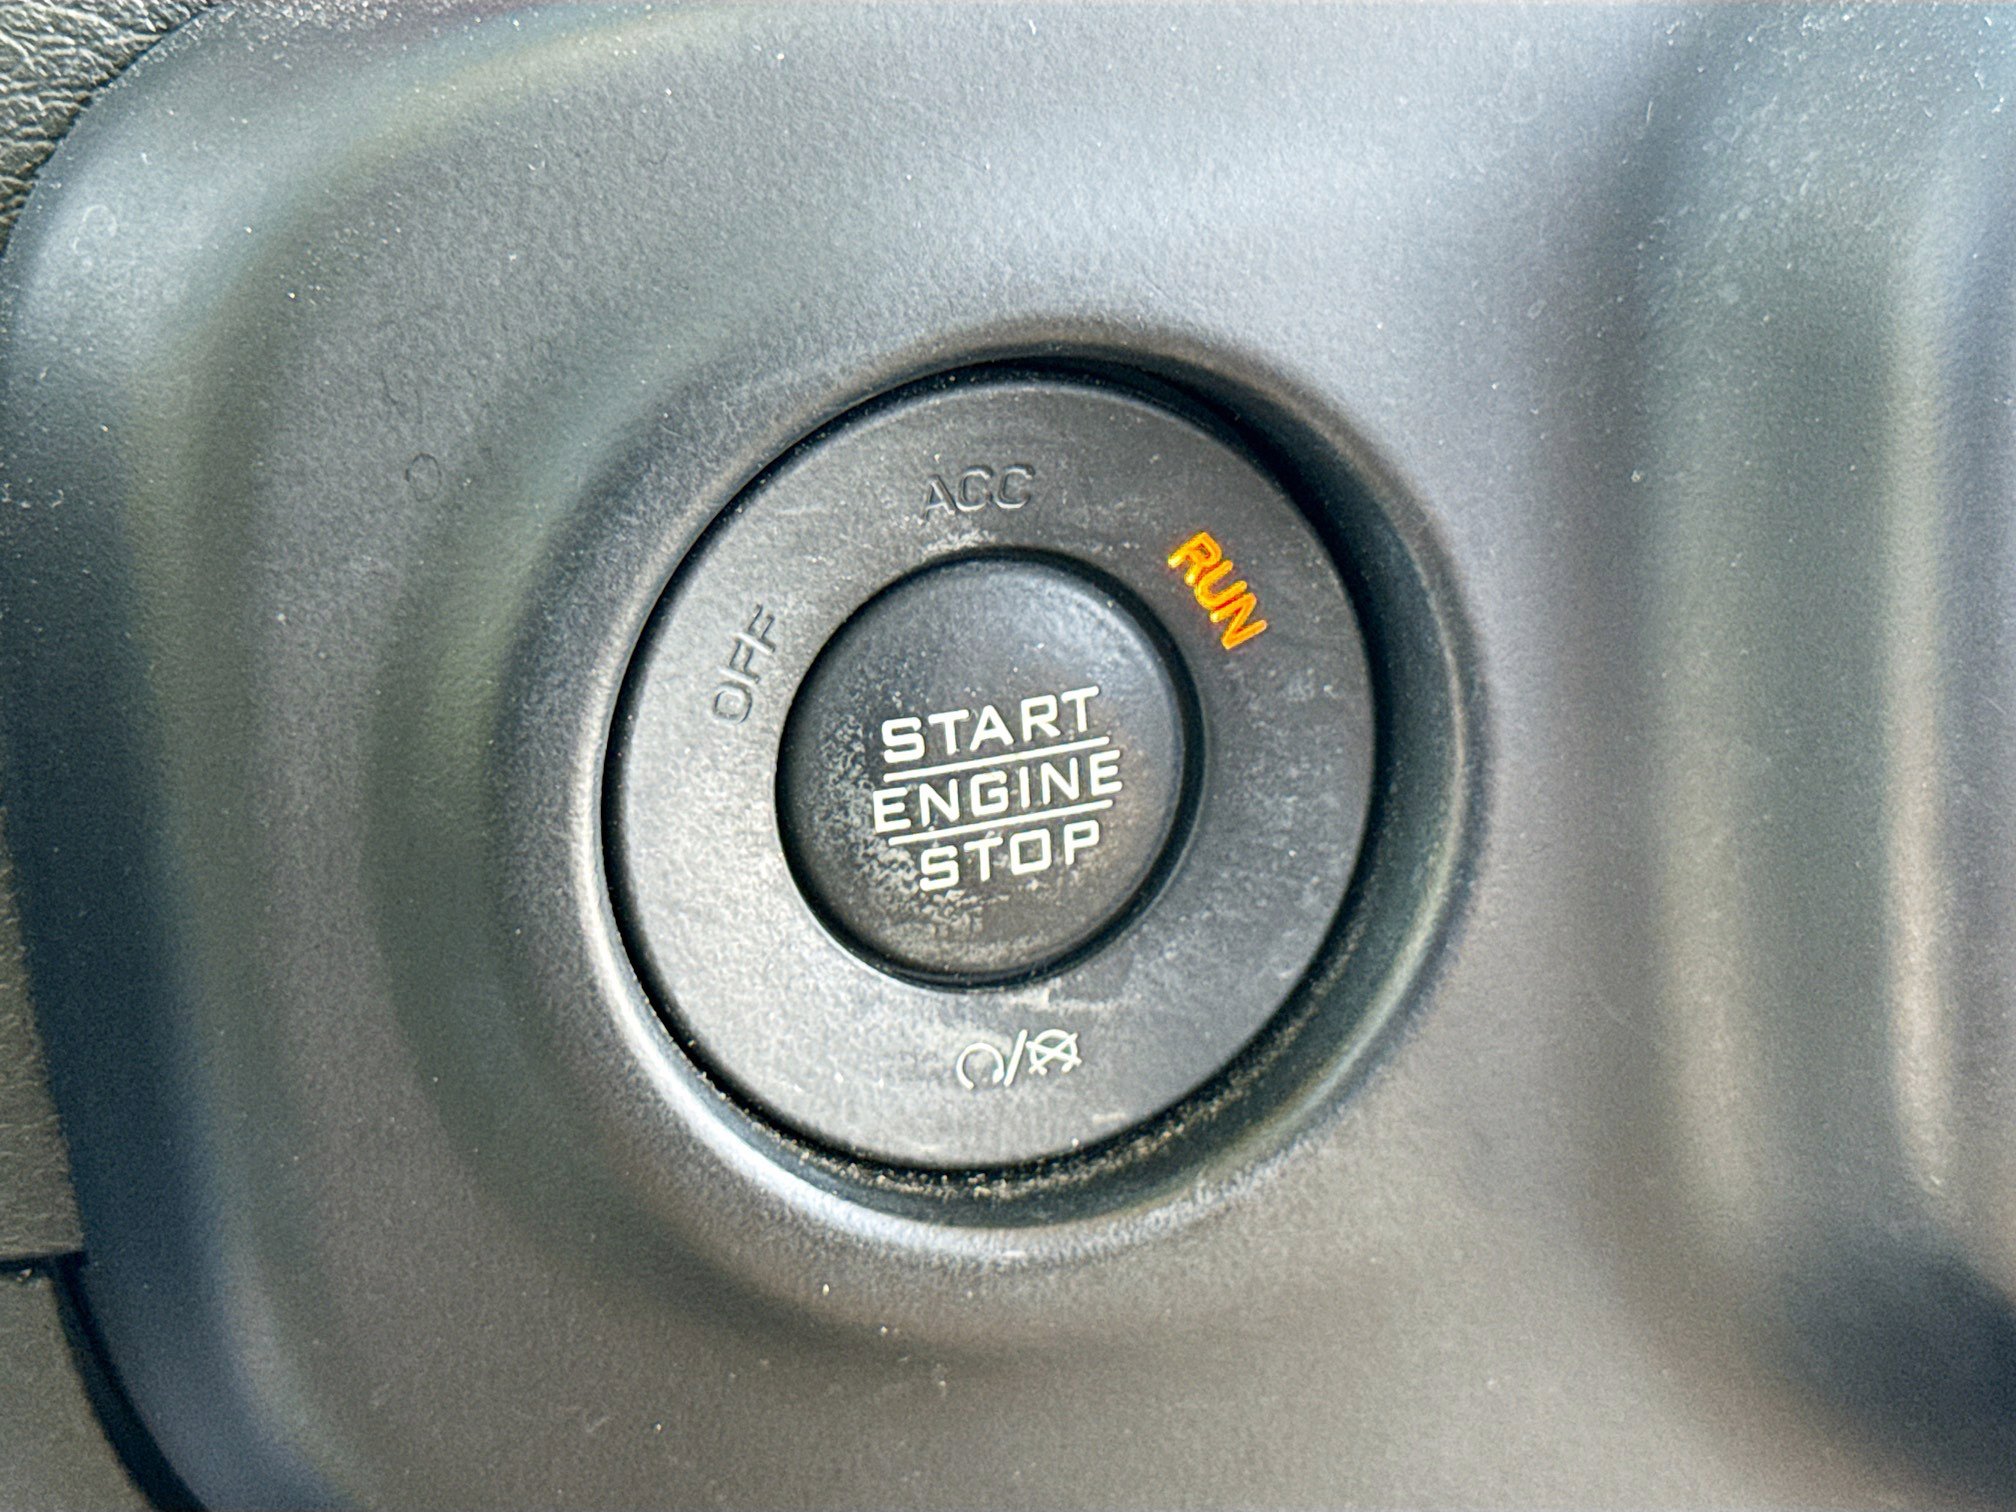 ACC
RUN
OFF
START
ENGINE
STOP